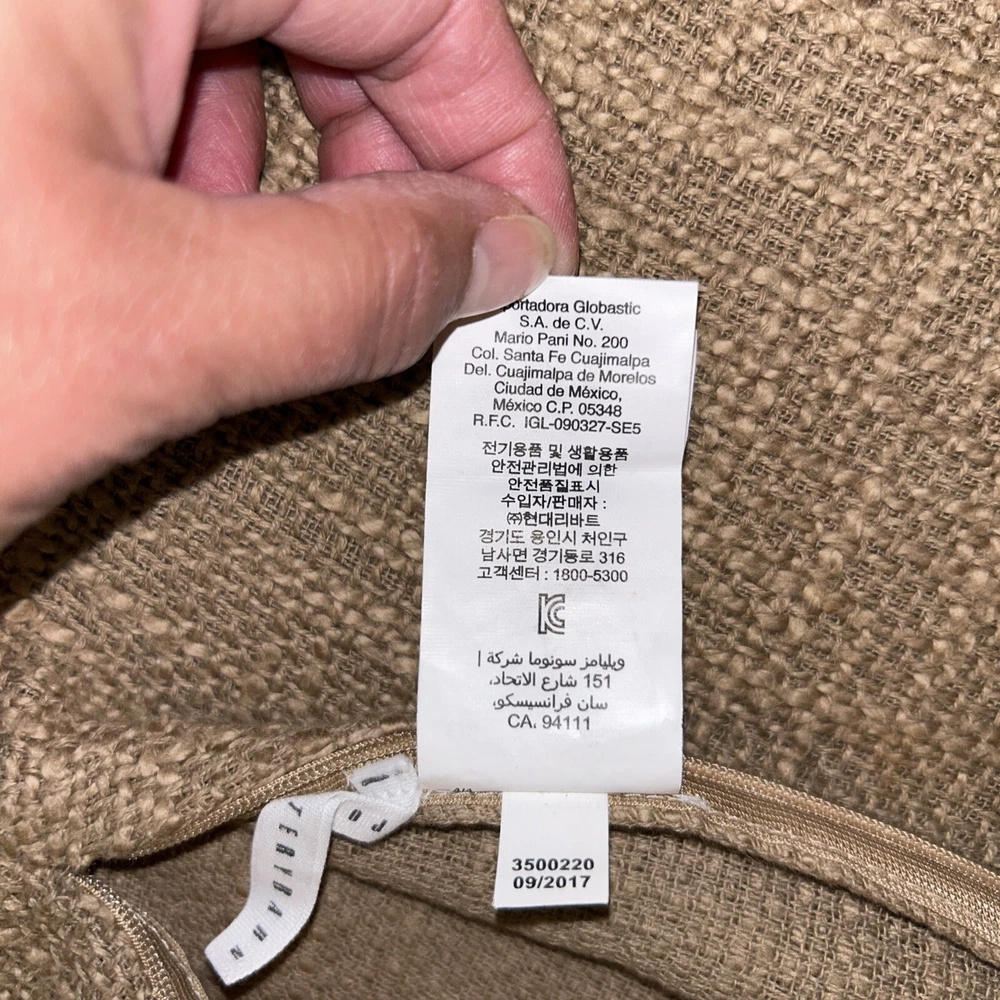 Globastic
S.A. de C.V.
Mario Pani No. 200
Col. Santa Fe Cuajimalpa
Del. Cuajimalpa de Morelos
Ciudad de México,
México C.P. 05348
R.F.C. IGL-090327-SE5
전기용품 및 생활용품
안전관리법에 의한
안전품질표시
수입자/판매자 :
㈜현대리바트
경기도 용인시 처인구
남사면 경기동로 316
고객센터 : 1800-5300
KC
ويليامز سونوما شركة |
151 شارع الاتحاد،
سان فرانسيسكو،
CA، 94111
3500220
09/2017